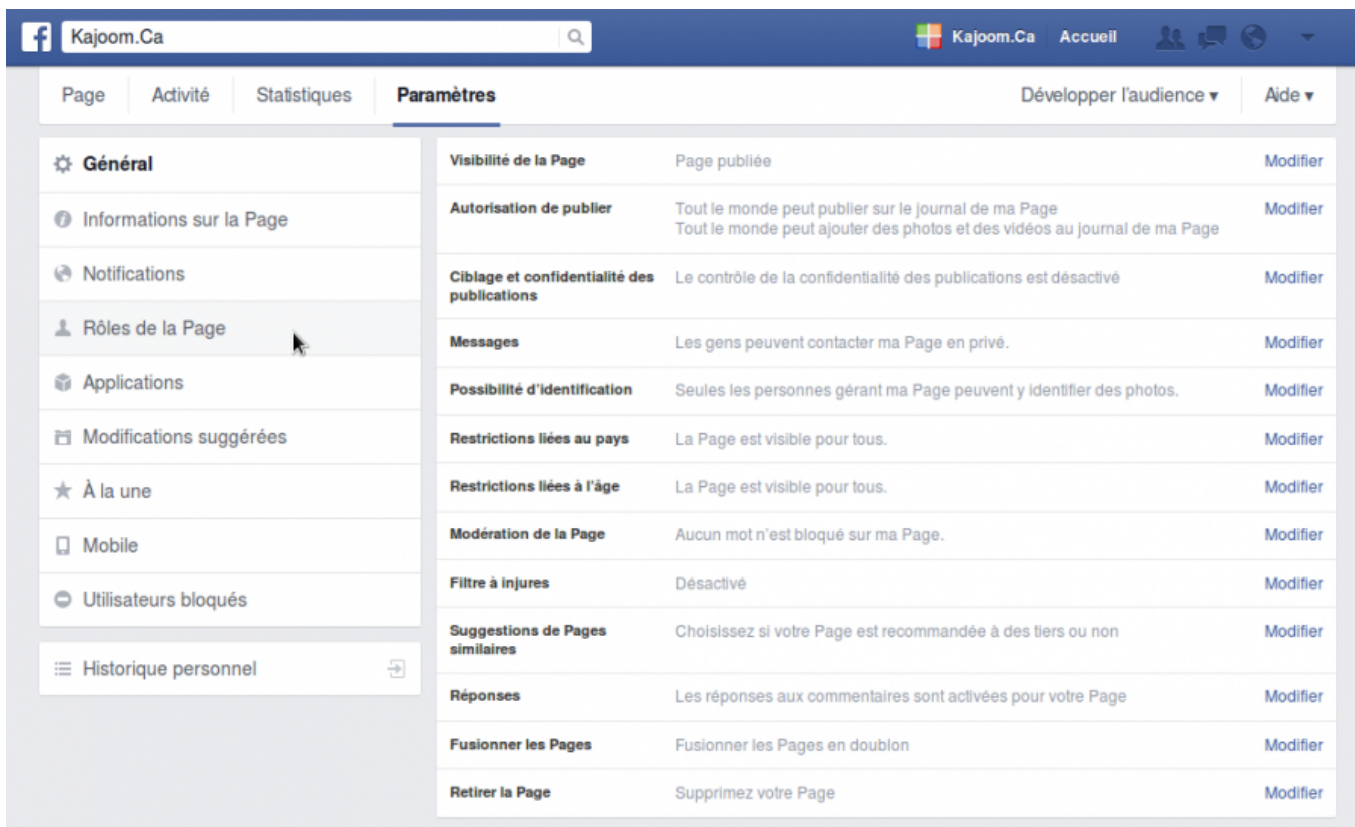 Kajoom.Ca
Kajoom.Ca Accueil
Page Activité Statistiques Paramètres Développer l'audience ▾ Aide ▾
Général
Informations sur la Page
Notifications
Rôles de la Page
Applications
Modifications suggérées
À la une
Mobile
Utilisateurs bloqués
Historique personnel
Visibilité de la Page Page publiée Modifier
Autorisation de publier Tout le monde peut publier sur le journal de ma Page Modifier
Tout le monde peut ajouter des photos et des vidéos au journal de ma Page
Ciblage et confidentialité des Le contrôle de la confidentialité des publications est désactivé Modifier
publications
Messages Les gens peuvent contacter ma Page en privé. Modifier
Possibilité d'identification Seules les personnes gérant ma Page peuvent y identifier des photos. Modifier
Restrictions liées au pays La Page est visible pour tous. Modifier
Restrictions liées à l'âge La Page est visible pour tous. Modifier
Modération de la Page Aucun mot n'est bloqué sur ma Page. Modifier
Filtre à injures Désactivé Modifier
Suggestions de Pages Choisissez si votre Page est recommandée à des tiers ou non Modifier
similaires
Réponses Les réponses aux commentaires sont activées pour votre Page Modifier
Fusionner les Pages Fusionner les Pages en doublon Modifier
Retirer la Page Supprimez votre Page Modifier